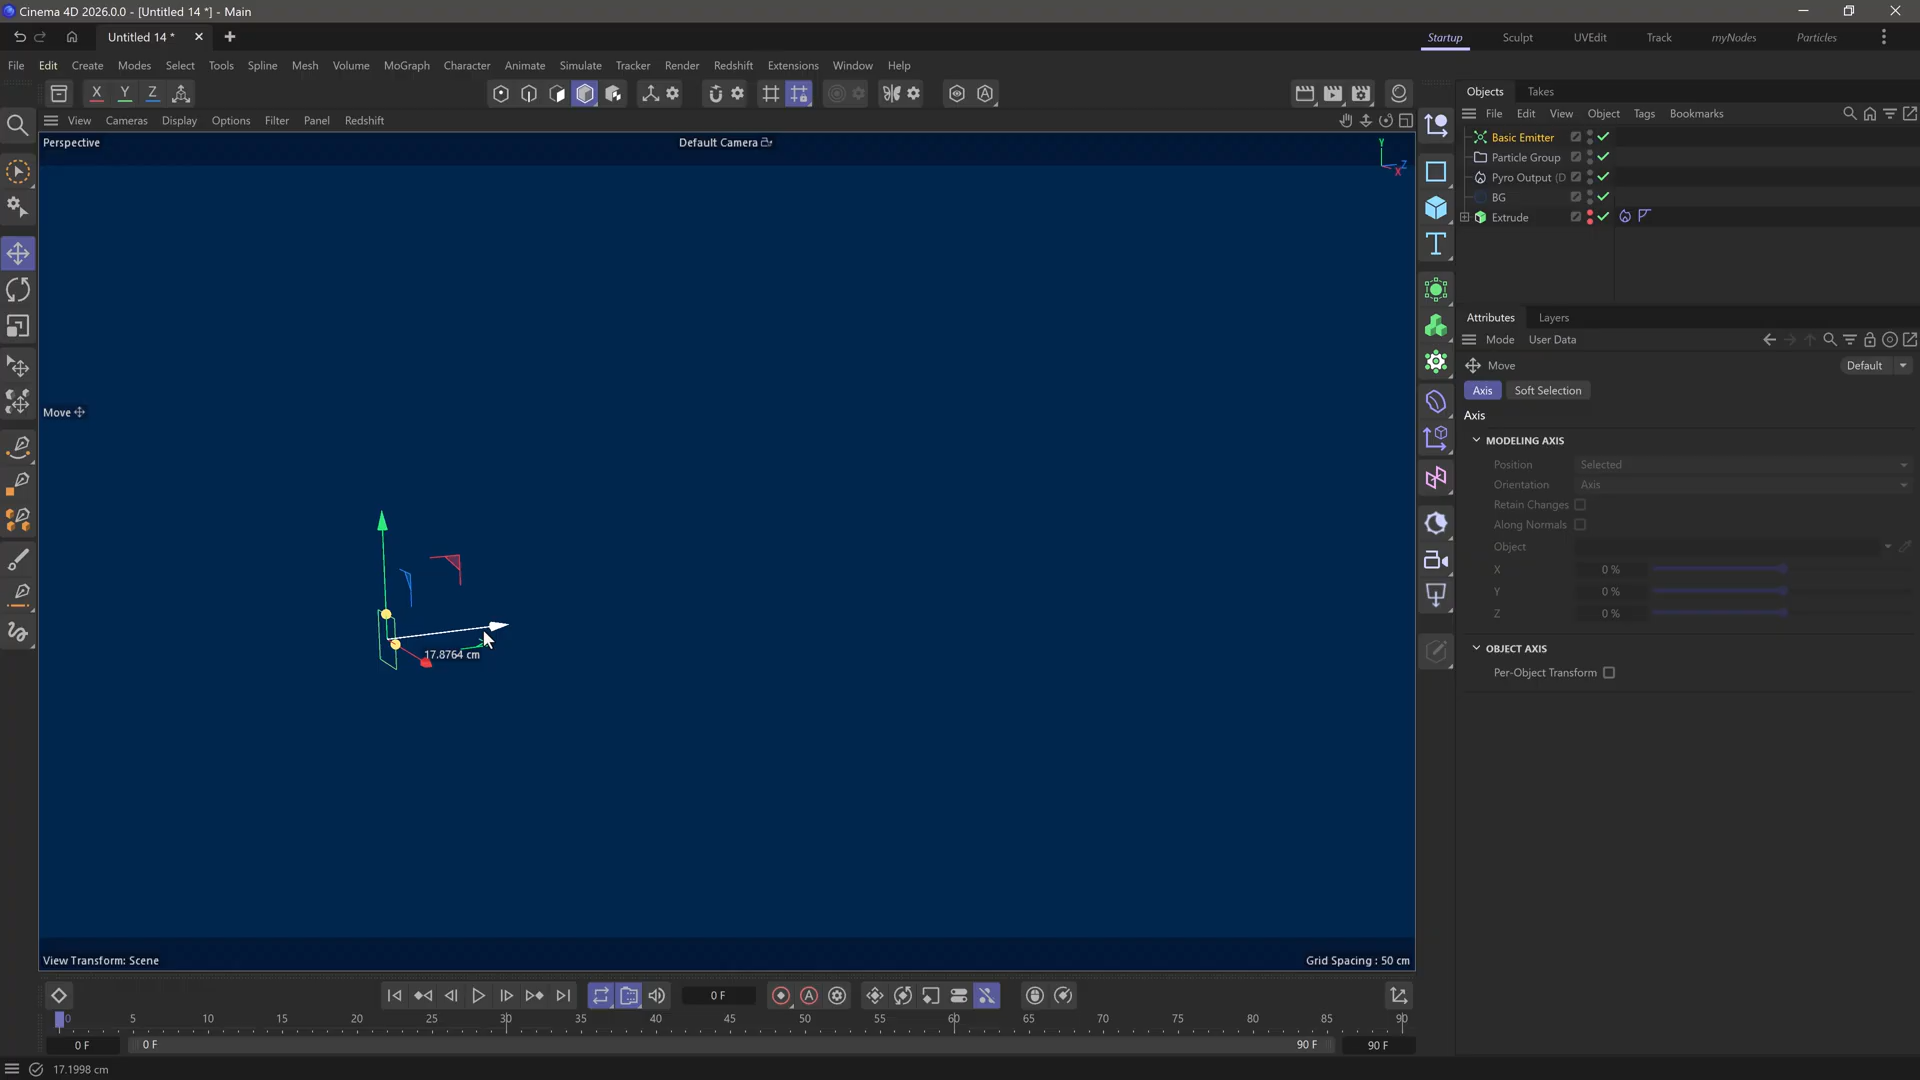 Cinema 4D 2026.0.0 - [Untitled 14 *] - Main
Untitled 14 *
Startup
Sculpt
UVEdit
Track
myNodes
Particles
File
Edit
Create
Modes
Select
Tools
Spline
Mesh
Volume
MoGraph
Character
Animate
Simulate
Tracker
Render
Redshift
Extensions
Window
Help
X
Y
Z
View
Cameras
Display
Options
Filter
Panel
Redshift
Perspective
Default Camera
Y
Z
X
Move
17.8764 cm
View Transform: Scene
Grid Spacing : 50 cm
Objects
Takes
File
Edit
View
Object
Tags
Bookmarks
Basic Emitter
Particle Group
Pyro Output (D
BG
Extrude
Attributes
Layers
Mode
User Data
Move
Default
Axis
Soft Selection
Axis
MODELING AXIS
Position
Selected
Orientation
Axis
Retain Changes
Along Normals
Object
X
0 %
Y
0 %
Z
0 %
OBJECT AXIS
Per-Object Transform
0 F
0
5
10
15
20
25
30
35
40
45
50
55
60
65
70
75
80
85
90
0 F
0 F
90 F
90 F
17.1998 cm